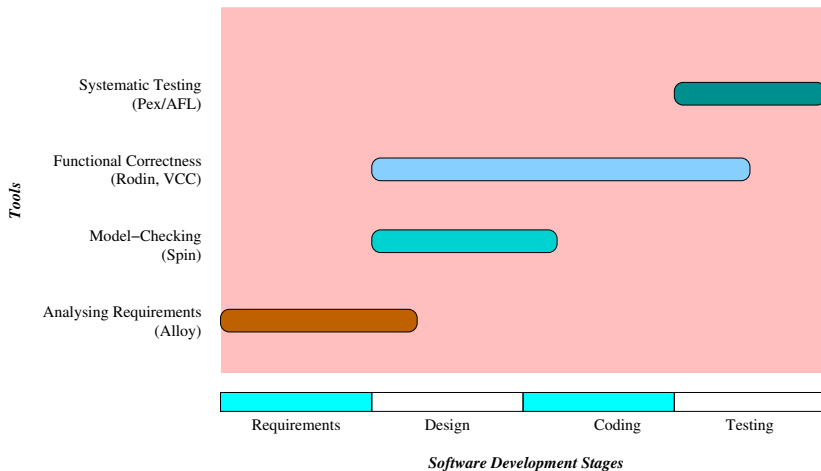 Systematic Testing
(Pex/AFL)
Functional Correctness
(Rodin, VCC)
Tools
Model−Checking
(Spin)
Analysing Requirements
(Alloy)
Requirements
Design
Coding
Testing
Software Development Stages